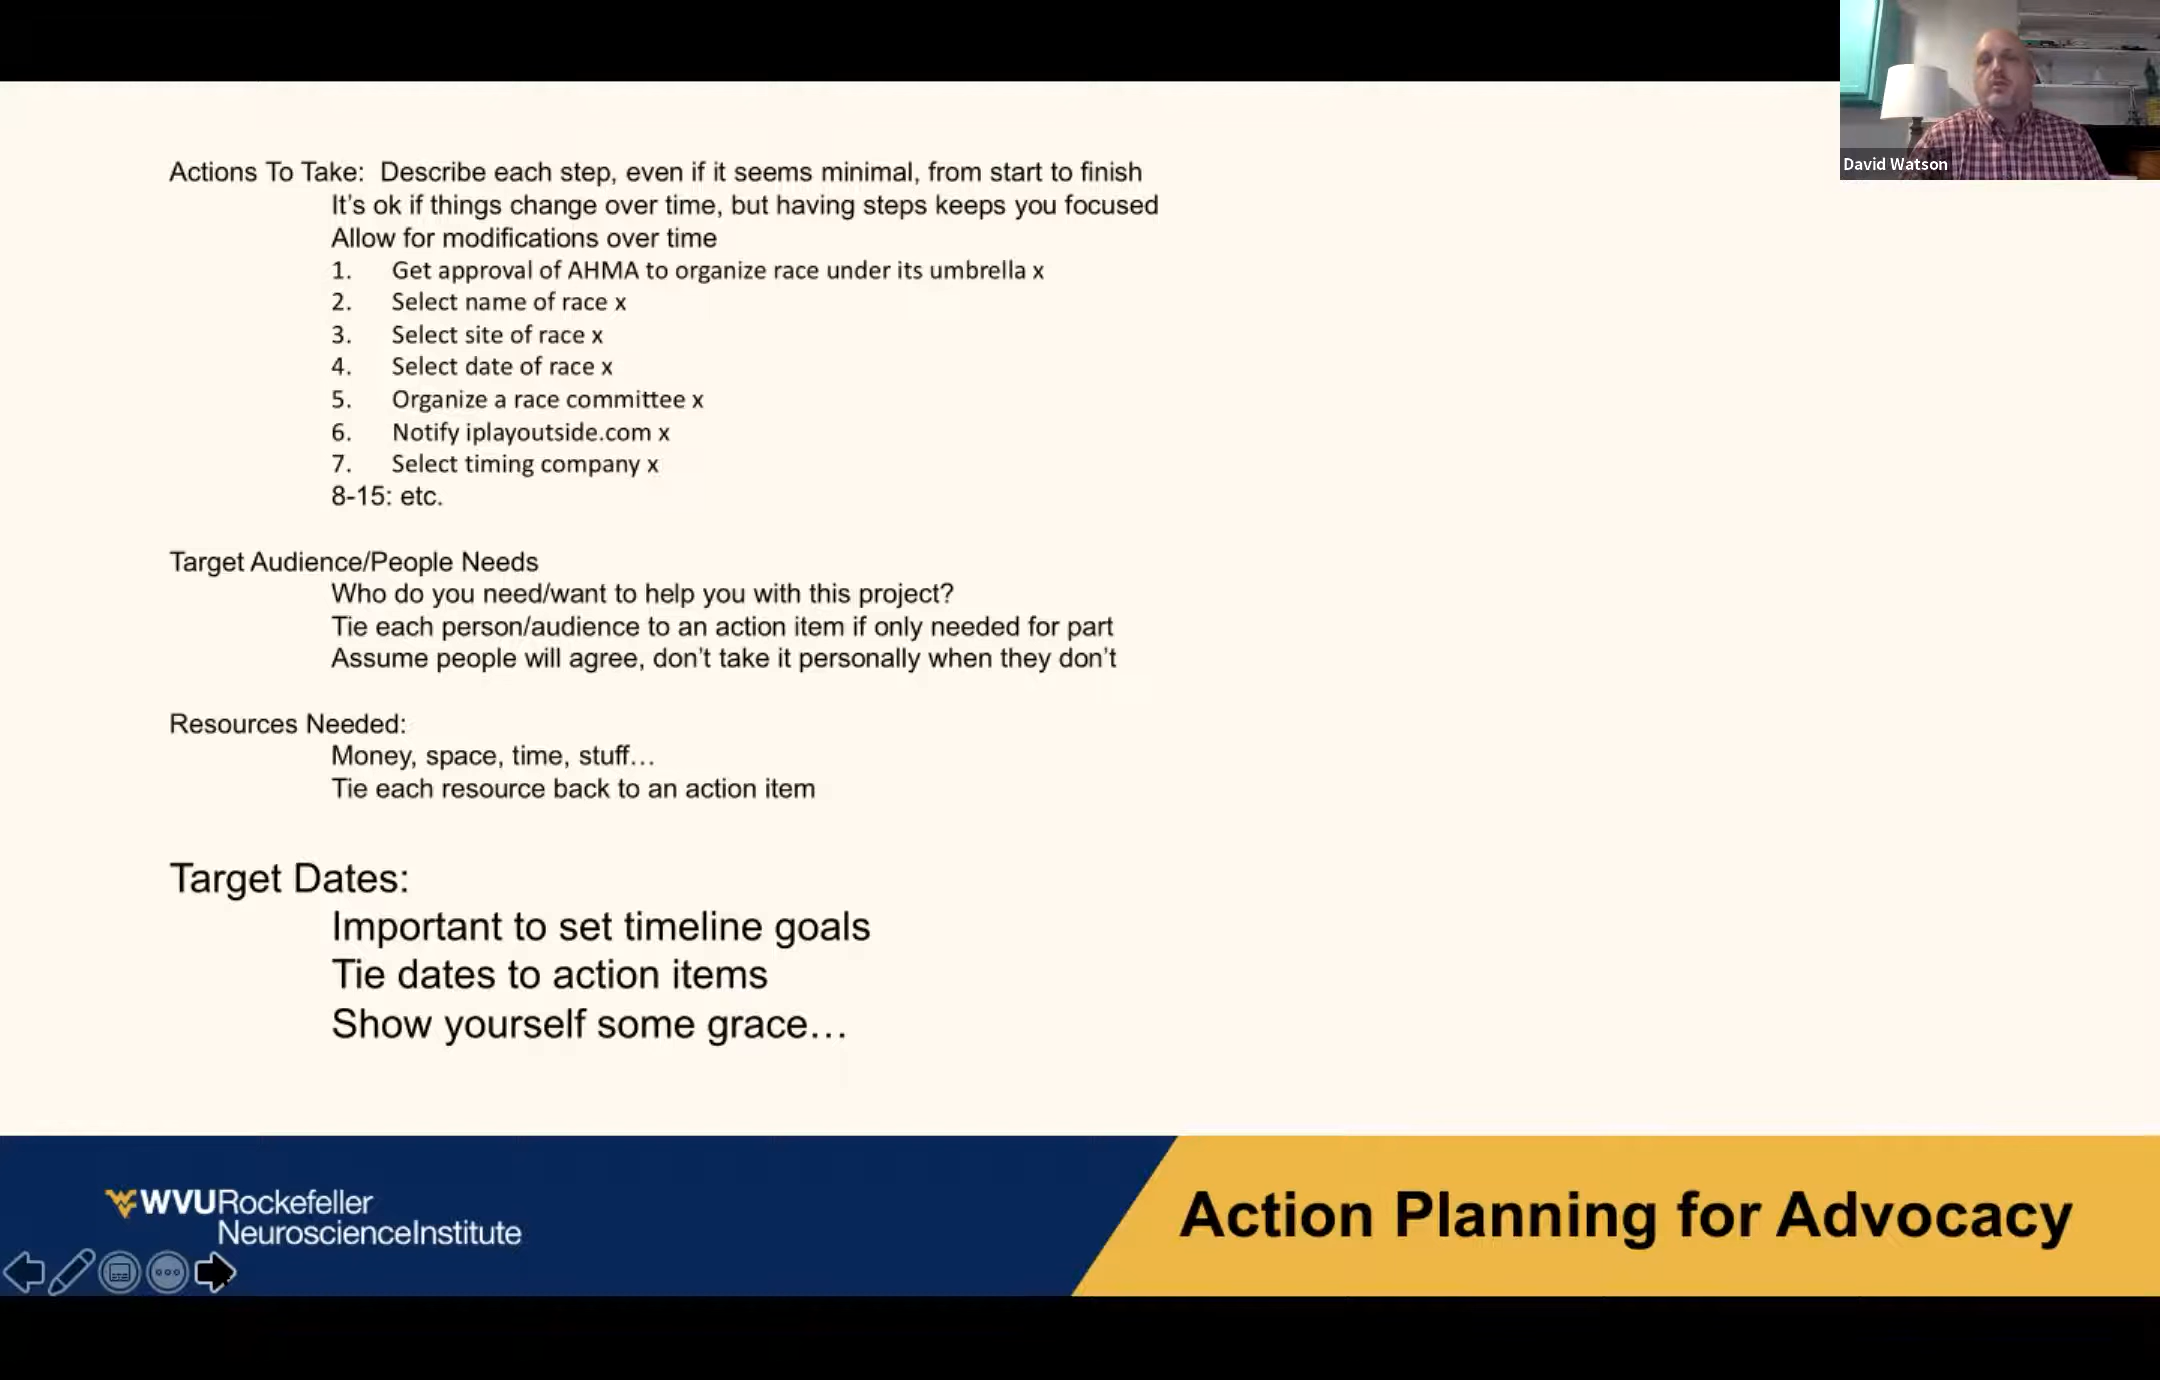 David Watson
Actions To Take:  Describe each step, even if it seems minimal, from start to finish
It's ok if things change over time, but having steps keeps you focused
Allow for modifications over time
1. Get approval of AHMA to organize race under its umbrella x
2. Select name of race x
3. Select site of race x
4. Select date of race x
5. Organize a race committee x
6. Notify iplayoutside.com x
7. Select timing company x
8-15: etc.
Target Audience/People Needs
Who do you need/want to help you with this project?
Tie each person/audience to an action item if only needed for part
Assume people will agree, don't take it personally when they don't
Resources Needed:
Money, space, time, stuff…
Tie each resource back to an action item
Target Dates:
Important to set timeline goals
Tie dates to action items
Show yourself some grace…
WVURockefeller
NeuroscienceInstitute
Action Planning for Advocacy